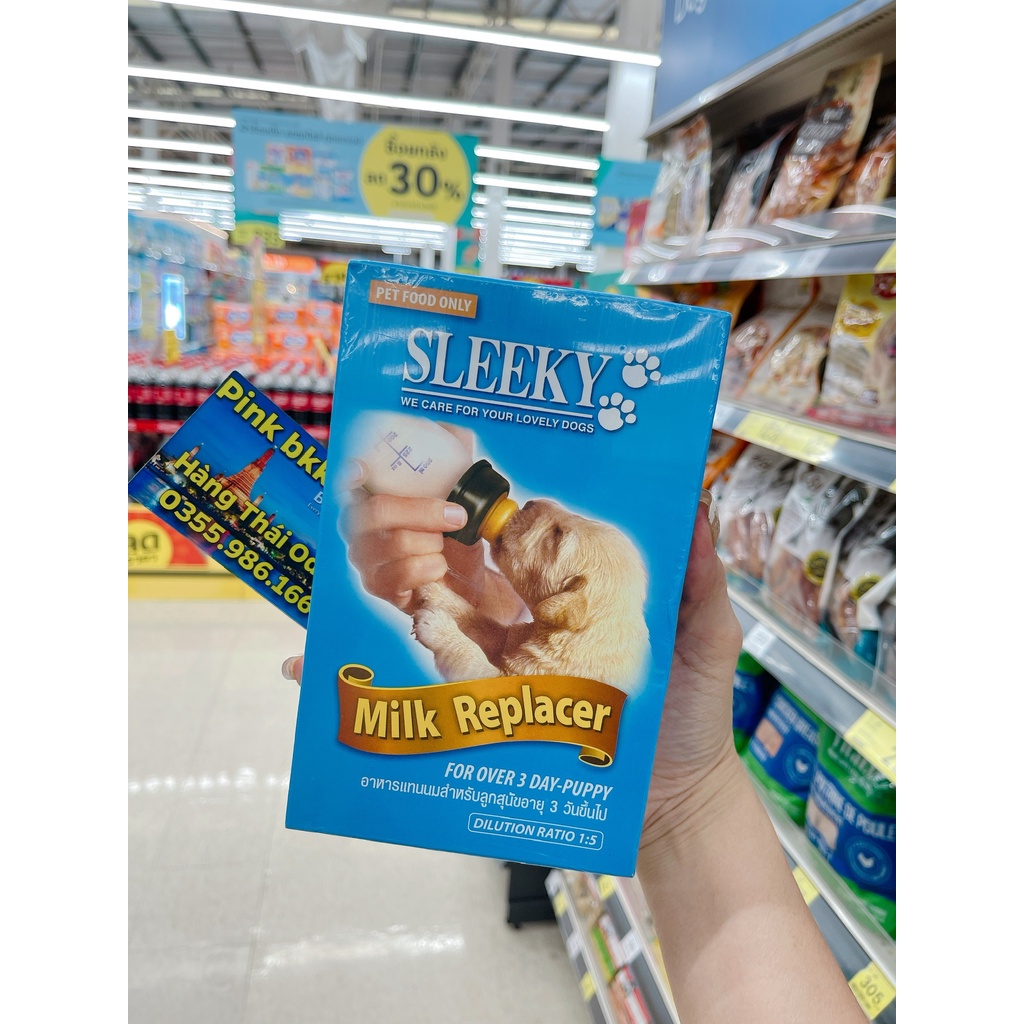 ลด 30%
PET FOOD ONLY
SLEEKY
WE CARE FOR YOUR LOVELY DOGS
Pink bkk
Hàng Thái
0355.986.166
Milk Replacer
FOR OVER 3 DAY-PUPPY
อาหารแทนนมสำหรับลูกสุนัขอายุ 3 วันขึ้นไป
DILUTION RATIO 1:5
305